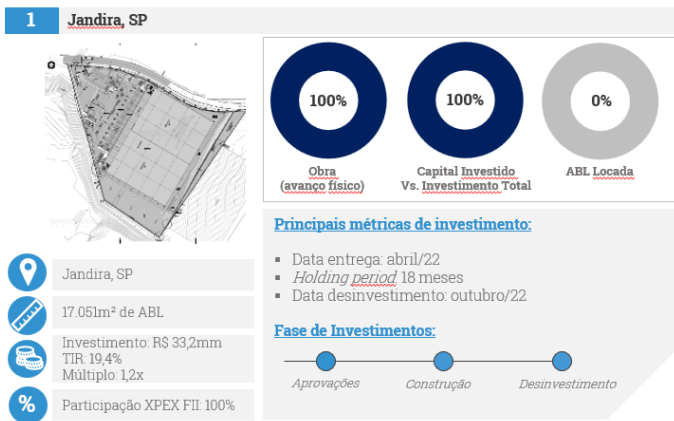 1
Jandira, SP
100%
100%
0%
Obra
(avanço físico)
Capital Investido
Vs. Investimento Total
ABL Locada
Principais métricas de investimento:
▪ Data entrega: abril/22
▪ Holding period: 18 meses
▪ Data desinvestimento: outubro/22
Fase de Investimentos:
Aprovações
Construção
Desinvestimento
Jandira, SP
17.051m² de ABL
Investimento: R$ 33,2mm
TIR: 19,4%
Múltiplo: 1,2x
%
Participação XPEX FII: 100%